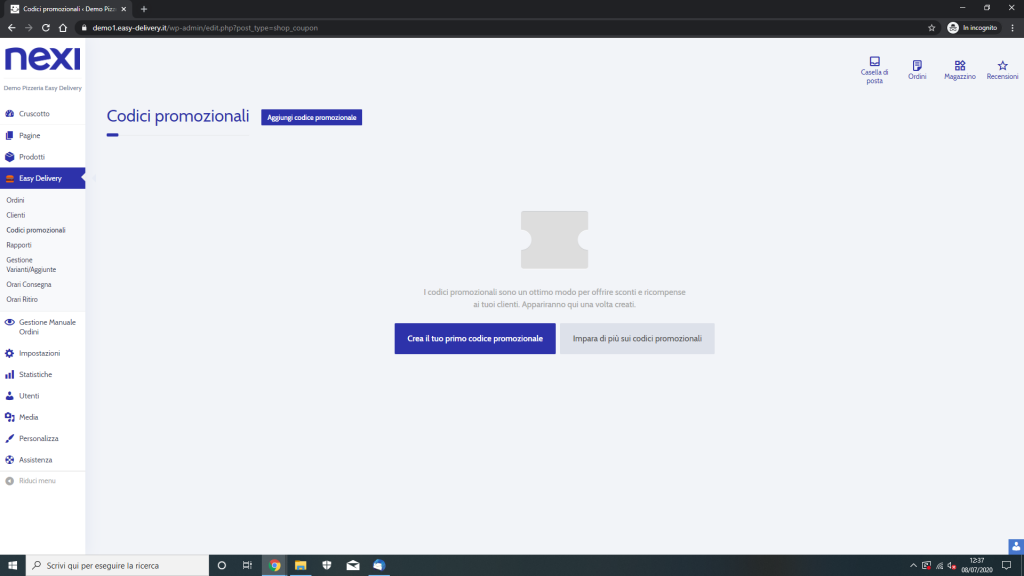 Codici promozionali ‹ Demo Pizz
demo1.easy-delivery.it/wp-admin/edit.php?post_type=shop_coupon
In incognito
nexi
Demo Pizzeria Easy Delivery
Cruscotto
Pagine
Prodotti
Easy Delivery
Ordini
Clienti
Codici promozionali
Rapporti
Gestione
Varianti/Aggiunte
Orari Consegna
Orari Ritiro
Gestione Manuale
Ordini
Impostazioni
Statistiche
Utenti
Media
Personalizza
Assistenza
Riduci menu
Casella di
posta
Ordini
Magazzino
Recensioni
Codici promozionali
Aggiungi codice promozionale
I codici promozionali sono un ottimo modo per offrire sconti e ricompense
ai tuoi clienti. Appariranno qui una volta creati.
Crea il tuo primo codice promozionale
Impara di più sui codici promozionali
Scrivi qui per eseguire la ricerca
12:37
08/07/2020